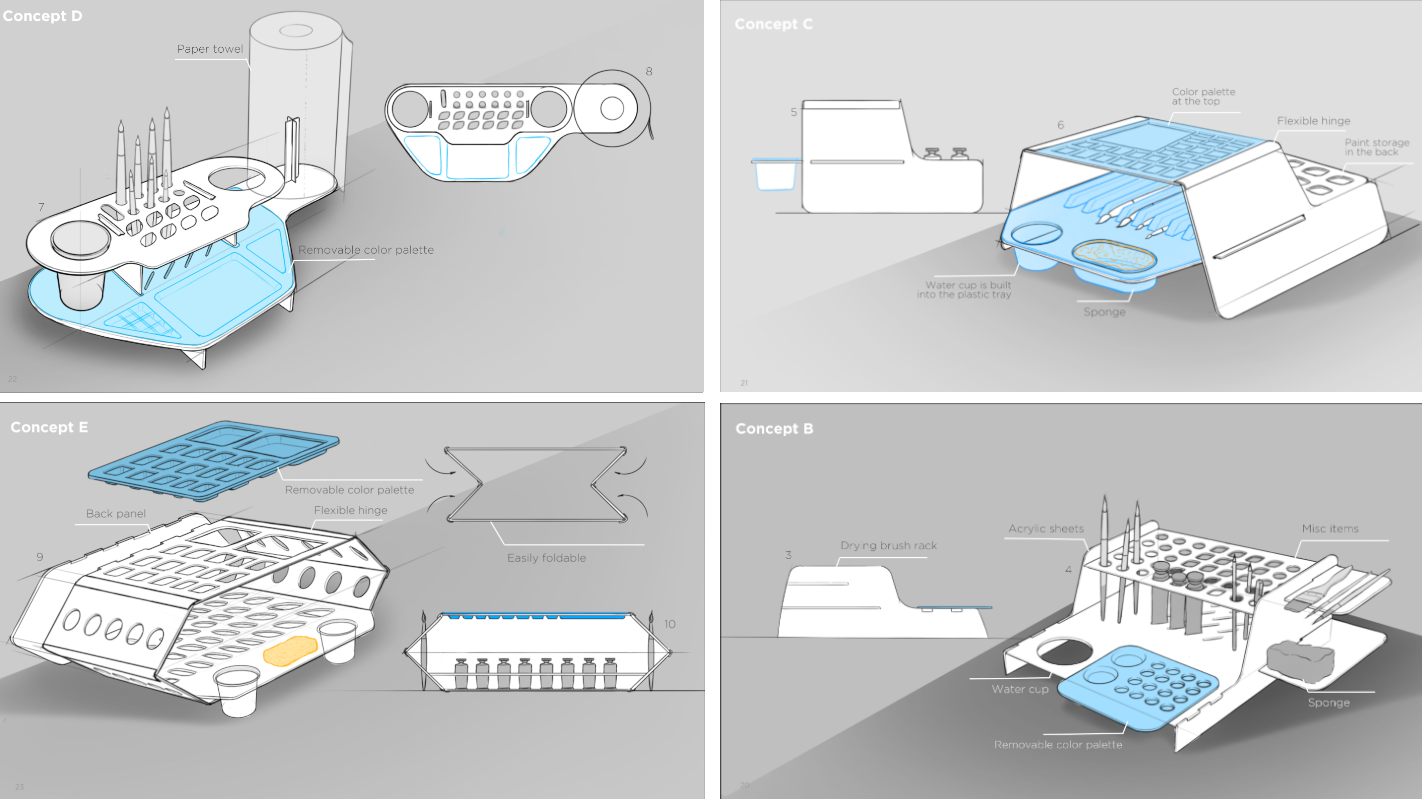 Concept D
Paper towel
8
7
Removable color palette
22
Concept C
Color palette
at the top
5
6
Flexible hinge
Paint storage
in the back
Water cup is built
into the plastic tray
Sponge
21
Concept E
Removable color palette
Back panel
Flexible hinge
9
Easily foldable
10
23
Concept B
Acrylic sheets
Misc items
3
Drying brush rack
4
Water cup
Sponge
Removable color palette